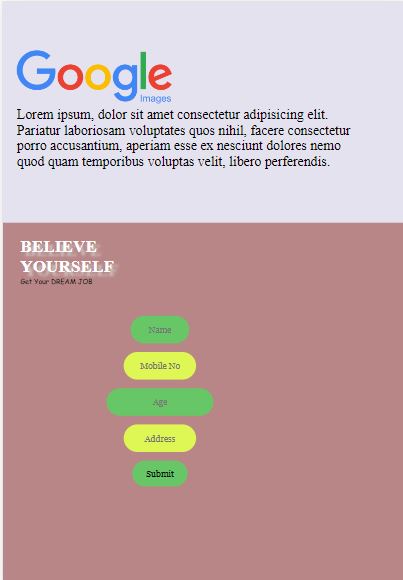 Google
Images
Lorem ipsum, dolor sit amet consectetur adipisicing elit.
Pariatur laboriosam voluptates quos nihil, facere consectetur
porro accusantium, aperiam esse ex nesciunt dolores nemo
quod quam temporibus voluptas velit, libero perferendis.
BELIEVE
YOURSELF
Get Your DREAM JOB
Name
Mobile No
Age
Address
Submit